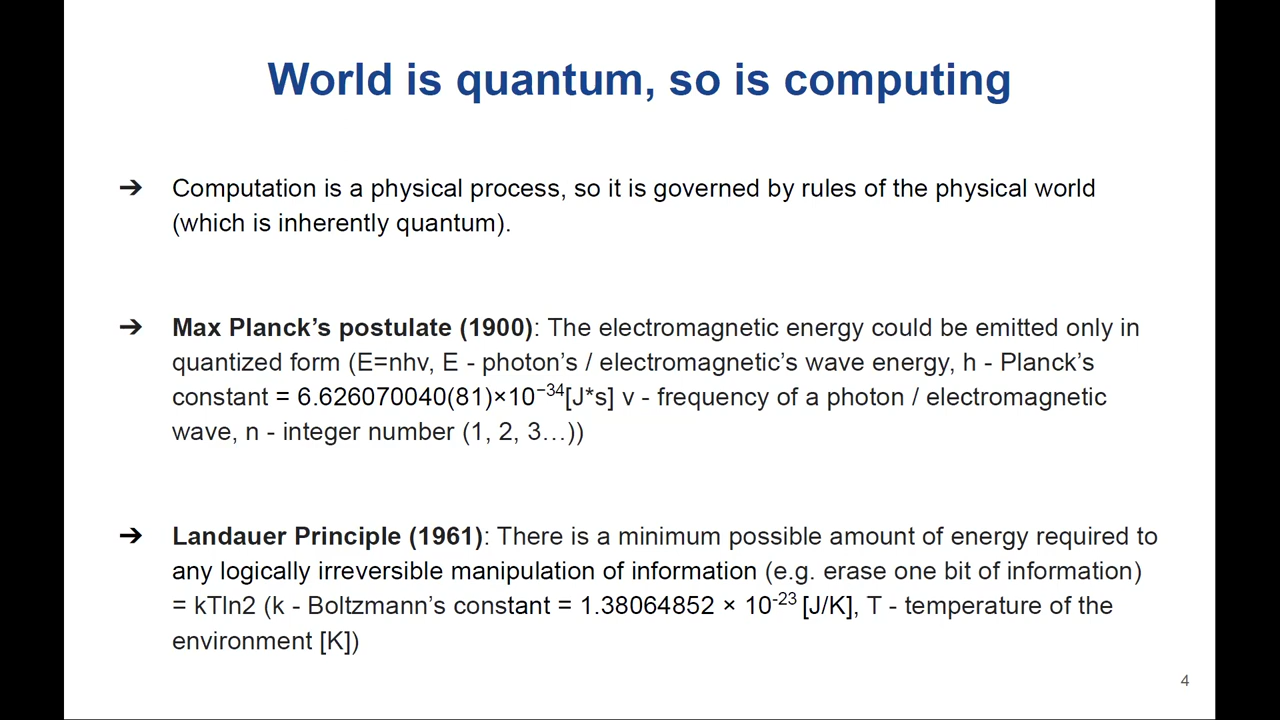 World is quantum, so is computing
➔ Computation is a physical process, so it is governed by rules of the physical world
(which is inherently quantum).
➔ Max Planck’s postulate (1900): The electromagnetic energy could be emitted only in
quantized form (E=nhv, E - photon’s / electromagnetic’s wave energy, h - Planck’s
constant = 6.626070040(81)×10⁻³⁴[J*s] v - frequency of a photon / electromagnetic
wave, n - integer number (1, 2, 3…))
➔ Landauer Principle (1961): There is a minimum possible amount of energy required to
any logically irreversible manipulation of information (e.g. erase one bit of information)
= kTln2 (k - Boltzmann’s constant = 1.38064852 × 10⁻²³ [J/K], T - temperature of the
environment [K])
4